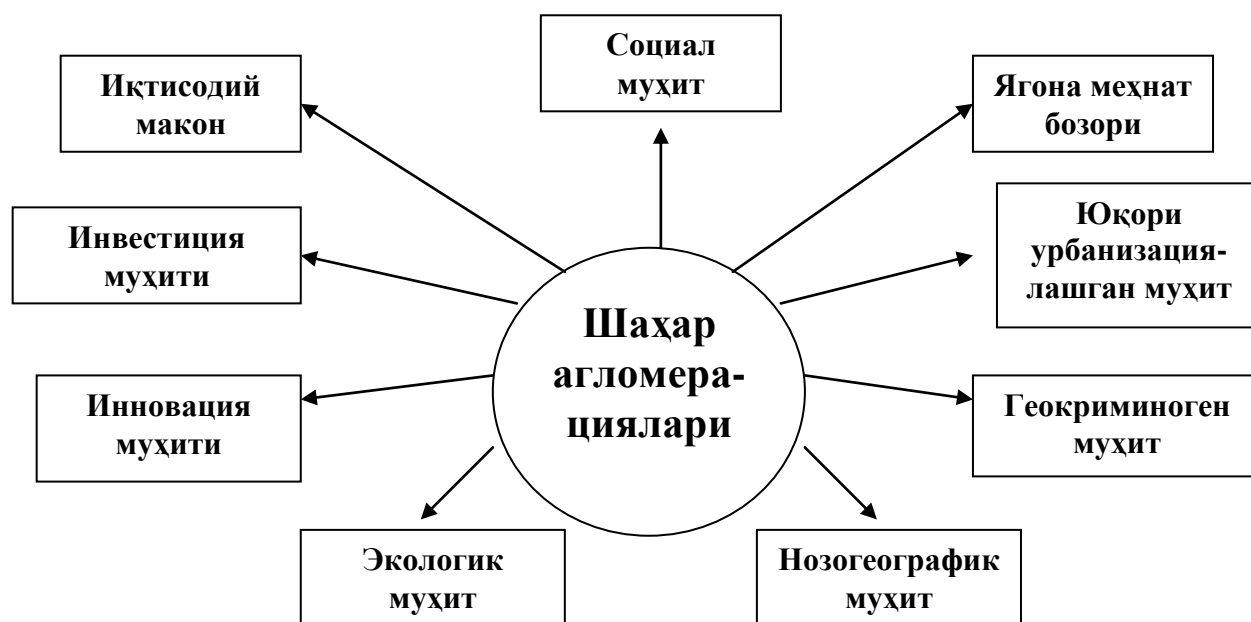 Социал
муҳит
Иқтисодий
макон
Ягона меҳнат
бозори
Инвестиция
муҳити
Юқори
урбанизация-
лашган муҳит
Шаҳар
агломера-
циялари
Инновация
муҳити
Геокриминоген
муҳит
Экологик
муҳит
Нозогеографик
муҳит